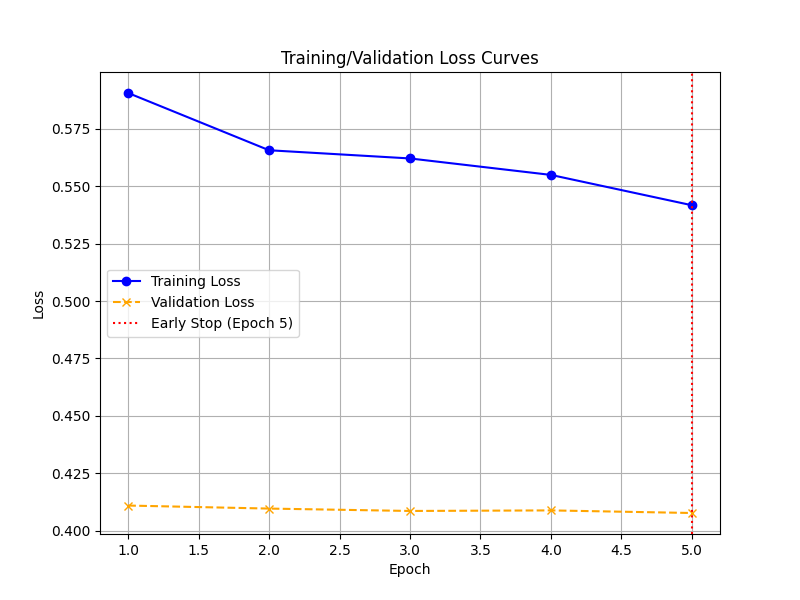 Training/Validation Loss Curves
Loss
0.575
0.550
0.525
0.500
0.475
0.450
0.425
0.400
Training Loss
Validation Loss
Early Stop (Epoch 5)
1.0 1.5 2.0 2.5 3.0 3.5 4.0 4.5 5.0
Epoch